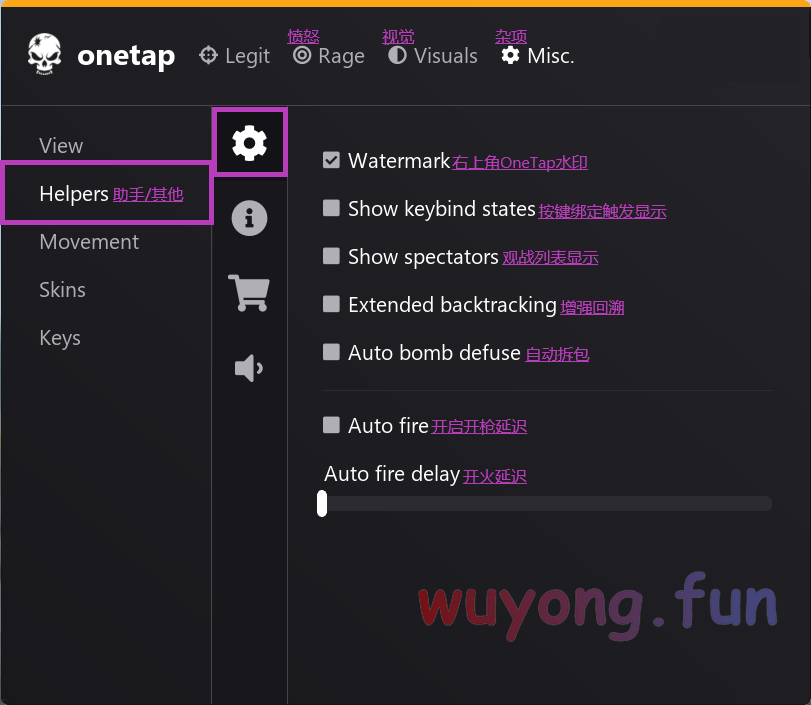 愤怒 视觉 杂项
onetap Legit Rage Visuals Misc.
View
Helpers 助手/其他
Movement
Skins
Keys
Watermark 右上角OneTap水印
Show keybind states 按键绑定触发显示
Show spectators 观战列表显示
Extended backtracking 增强回溯
Auto bomb defuse 自动拆包
Auto fire 开启开枪延迟
Auto fire delay 开火延迟
wuyong.fun